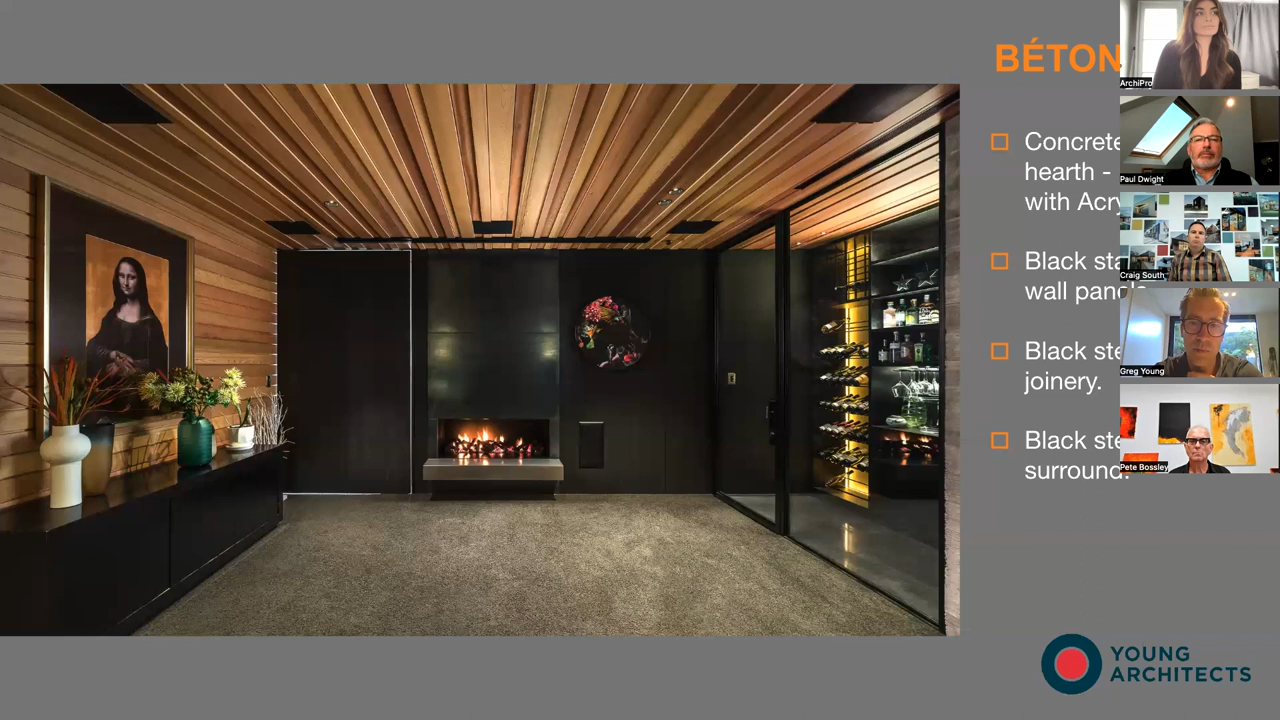 BÉTON
Concrete
hearth -
with Acry
Black sta
wall panels
Black ste
joinery.
Black ste
surround.
ArchiPro
Paul Dwight
Craig South
Greg Young
Pete Bossley
YOUNG
ARCHITECTS